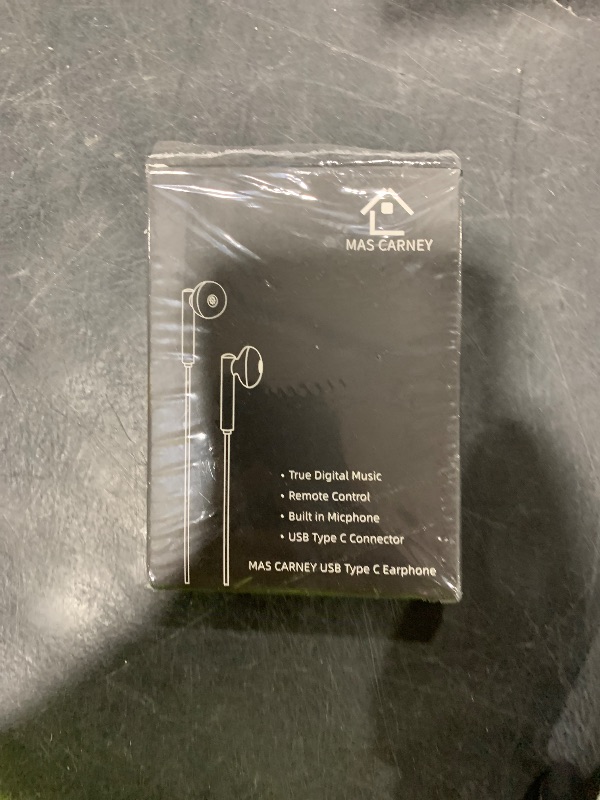 MAS CARNEY
• True Digital Music
• Remote Control
• Built in Micphone
• USB Type C Connector
MAS CARNEY USB Type C Earphone